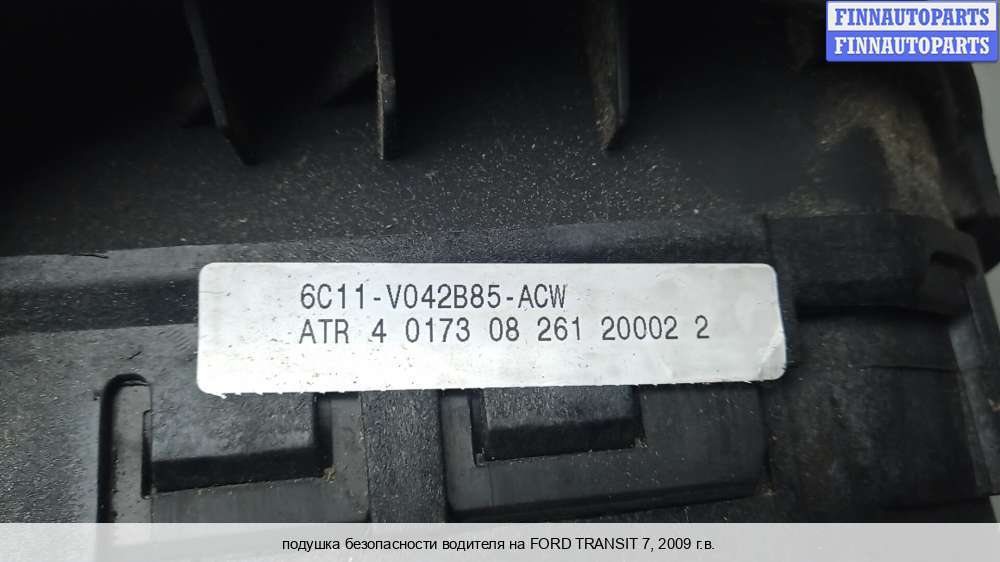 FINNAUTOPARTS
FINNAUTOPARTS
6C11-V042B85-ACW
ATR 4 0173 08 261 20002 2
подушка безопасности водителя на FORD TRANSIT 7, 2009 г.в.